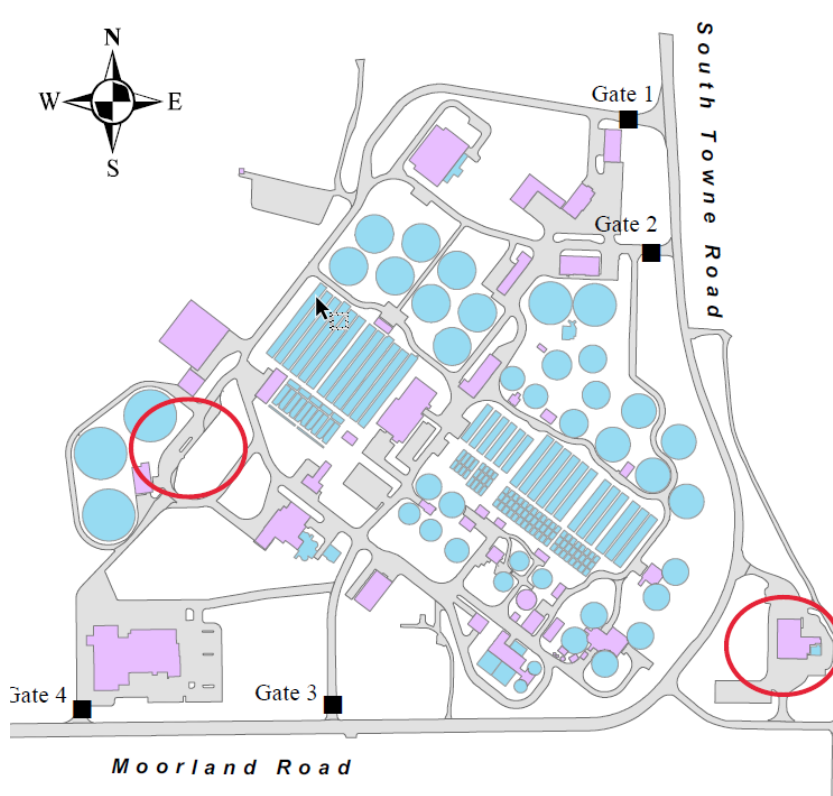 N
W E
S
Gate 1
Gate 2
South Towne Road
Gate 3
Gate 4
Moorland Road